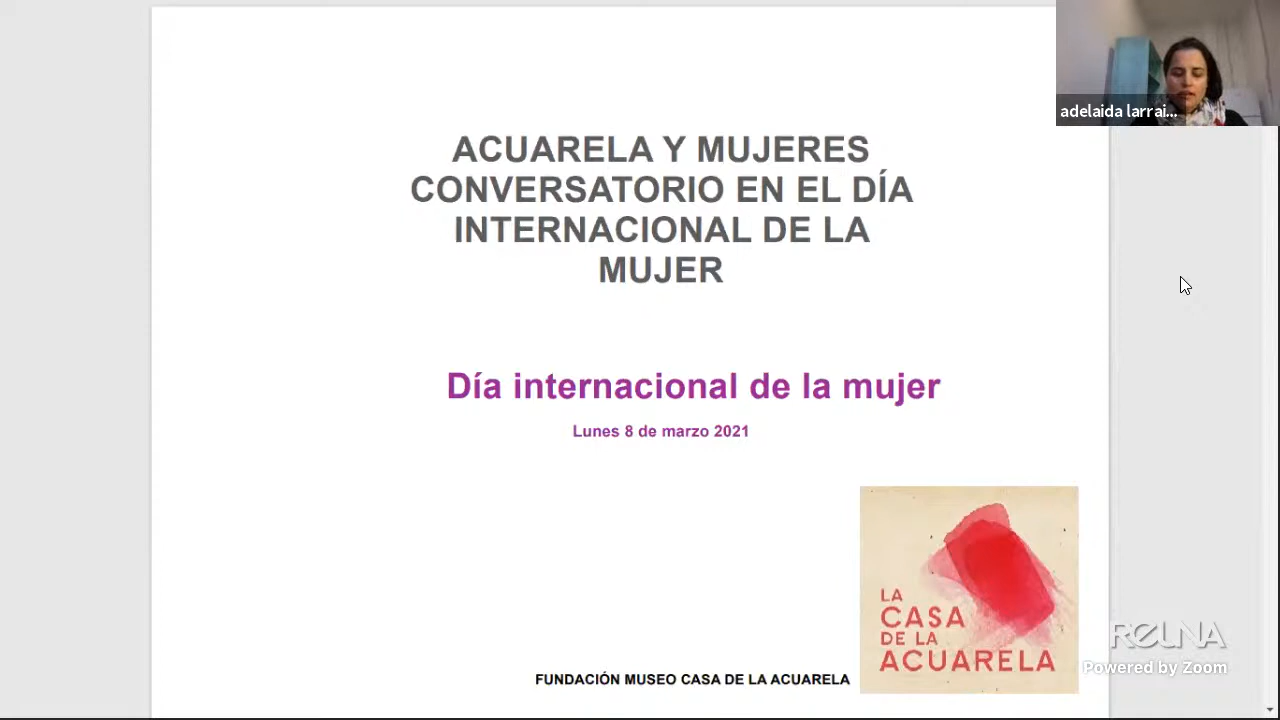 adelaida larrai...
ACUARELA Y MUJERES
CONVERSATORIO EN EL DÍA
INTERNACIONAL DE LA
MUJER
Día internacional de la mujer
Lunes 8 de marzo 2021
LA
CASA
DE LA
ACUARELA
FUNDACIÓN MUSEO CASA DE LA ACUARELA
REUNA
Powered by Zoom